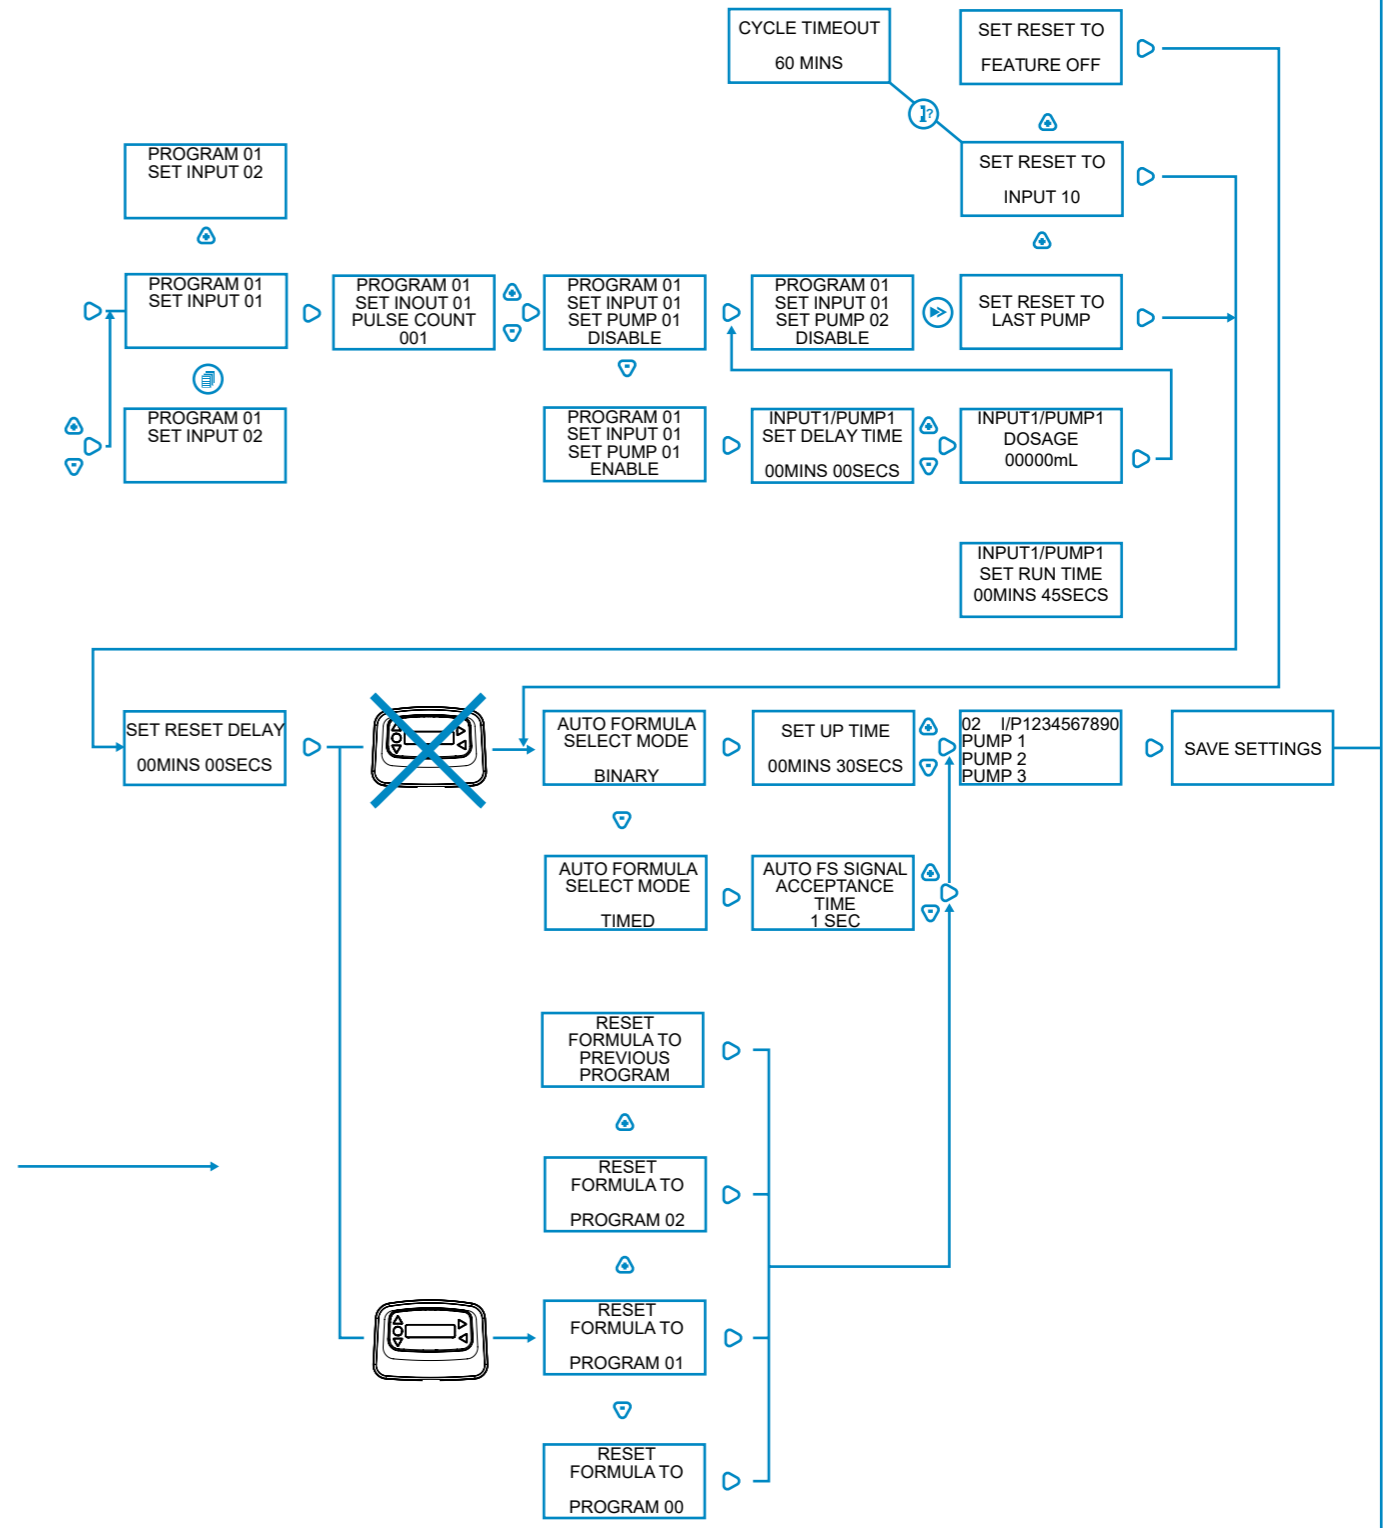 CYCLE TIMEOUT
60 MINS
SET RESET TO
FEATURE OFF
PROGRAM 01
SET INPUT 02
SET RESET TO
INPUT 10
PROGRAM 01
SET INPUT 01
PROGRAM 01
SET INOUT 01
PULSE COUNT
001
PROGRAM 01
SET INPUT 01
SET PUMP 01
DISABLE
PROGRAM 01
SET INPUT 01
SET PUMP 02
DISABLE
SET RESET TO
LAST PUMP
PROGRAM 01
SET INPUT 02
PROGRAM 01
SET INPUT 01
SET PUMP 01
ENABLE
INPUT1/PUMP1
SET DELAY TIME
00MINS 00SECS
INPUT1/PUMP1
DOSAGE
00000mL
INPUT1/PUMP1
SET RUN TIME
00MINS 45SECS
SET RESET DELAY
00MINS 00SECS
AUTO FORMULA
SELECT MODE
BINARY
SET UP TIME
00MINS 30SECS
02 I/P1234567890
PUMP 1
PUMP 2
PUMP 3
SAVE SETTINGS
AUTO FORMULA
SELECT MODE
TIMED
AUTO FS SIGNAL
ACCEPTANCE
TIME
1 SEC
RESET
FORMULA TO
PREVIOUS
PROGRAM
RESET
FORMULA TO
PROGRAM 02
RESET
FORMULA TO
PROGRAM 01
RESET
FORMULA TO
PROGRAM 00